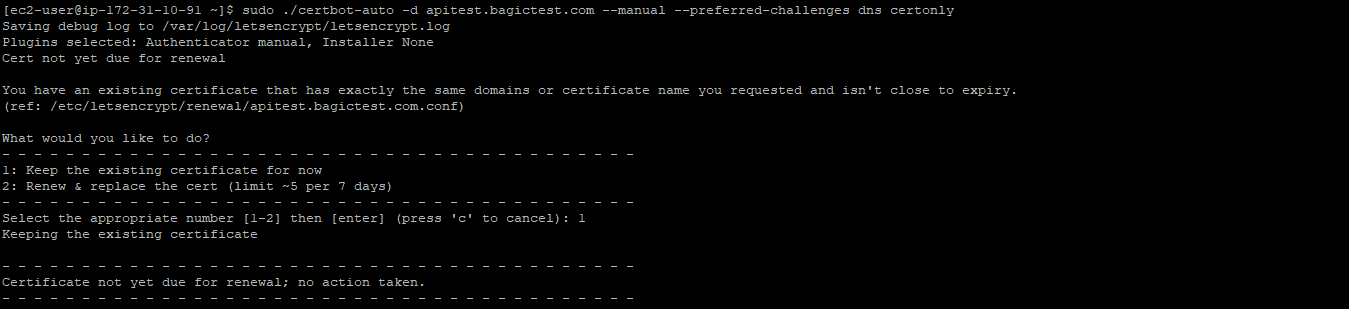 [ec2-user@ip-172-31-10-91 ~]$ sudo ./certbot-auto -d apitest.bagictest.com --manual --preferred-challenges dns certonly
Saving debug log to /var/log/letsencrypt/letsencrypt.log
Plugins selected: Authenticator manual, Installer None
Cert not yet due for renewal
You have an existing certificate that has exactly the same domains or certificate name you requested and isn't close to expiry.
(ref: /etc/letsencrypt/renewal/apitest.bagictest.com.conf)
What would you like to do?
- - - - - - - - - - - - - - - - - - - - - - - - - - - - - - - - - - - - - - - -
1: Keep the existing certificate for now
2: Renew & replace the cert (limit ~5 per 7 days)
- - - - - - - - - - - - - - - - - - - - - - - - - - - - - - - - - - - - - - - -
Select the appropriate number [1-2] then [enter] (press 'c' to cancel): 1
Keeping the existing certificate
- - - - - - - - - - - - - - - - - - - - - - - - - - - - - - - - - - - - - - - -
Certificate not yet due for renewal; no action taken.
- - - - - - - - - - - - - - - - - - - - - - - - - - - - - - - - - - - - - - - -